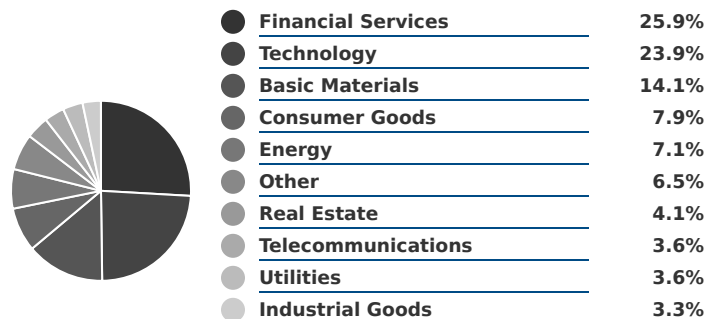 Financial Services 25.9%
Technology 23.9%
Basic Materials 14.1%
Consumer Goods 7.9%
Energy 7.1%
Other 6.5%
Real Estate 4.1%
Telecommunications 3.6%
Utilities 3.6%
Industrial Goods 3.3%